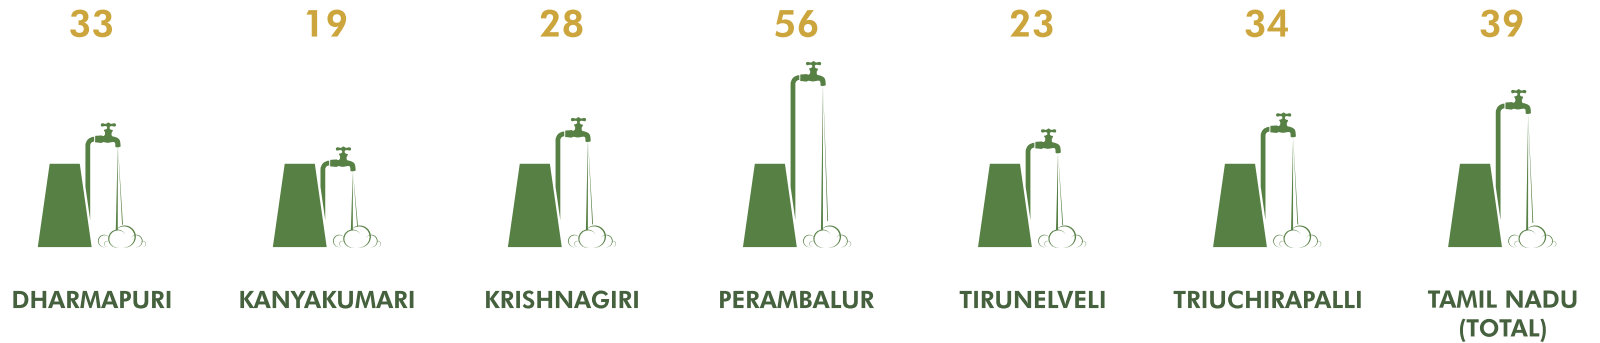 33 19 28 56 23 34 39
DHARMAPURI KANYAKUMARI KRISHNAGIRI PERAMBALUR TIRUNELVELI TRIUCHIRAPALLI TAMIL NADU
(TOTAL)